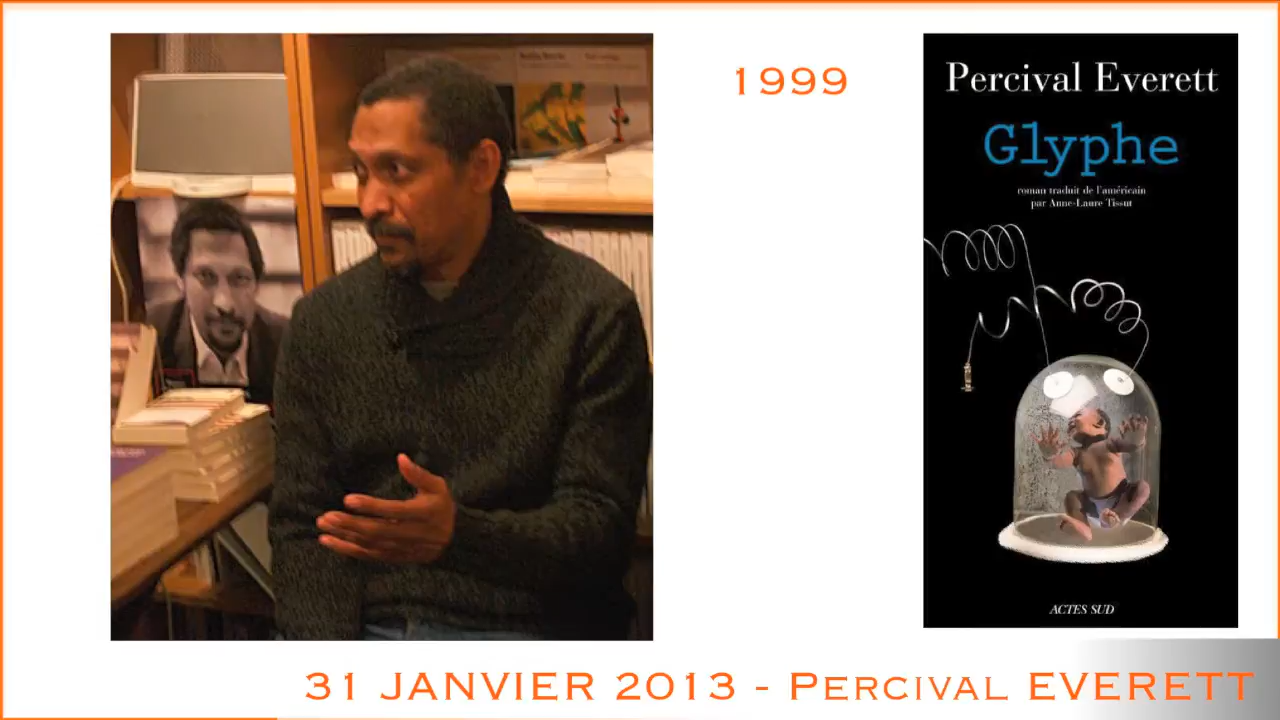 1999
Percival Everett
Glyphe
roman traduit de l'américain
par Anne-Laure Tissut
ACTES SUD
31 JANVIER 2013 - PERCIVAL EVERETT